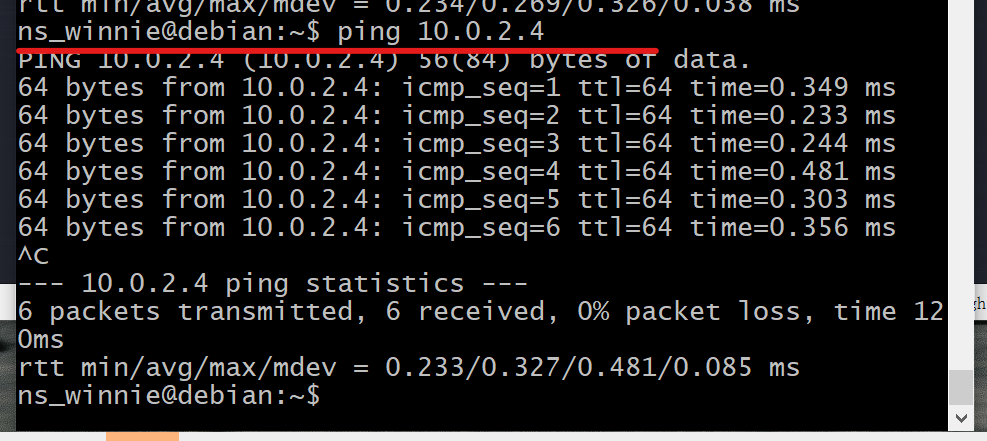 rtt min/avg/max/mdev = 0.234/0.269/0.326/0.038 ms
ns_winnie@debian:~$ ping 10.0.2.4
PING 10.0.2.4 (10.0.2.4) 56(84) bytes of data.
64 bytes from 10.0.2.4: icmp_seq=1 ttl=64 time=0.349 ms
64 bytes from 10.0.2.4: icmp_seq=2 ttl=64 time=0.233 ms
64 bytes from 10.0.2.4: icmp_seq=3 ttl=64 time=0.244 ms
64 bytes from 10.0.2.4: icmp_seq=4 ttl=64 time=0.481 ms
64 bytes from 10.0.2.4: icmp_seq=5 ttl=64 time=0.303 ms
64 bytes from 10.0.2.4: icmp_seq=6 ttl=64 time=0.356 ms
^C
--- 10.0.2.4 ping statistics ---
6 packets transmitted, 6 received, 0% packet loss, time 12
0ms
rtt min/avg/max/mdev = 0.233/0.327/0.481/0.085 ms
ns_winnie@debian:~$